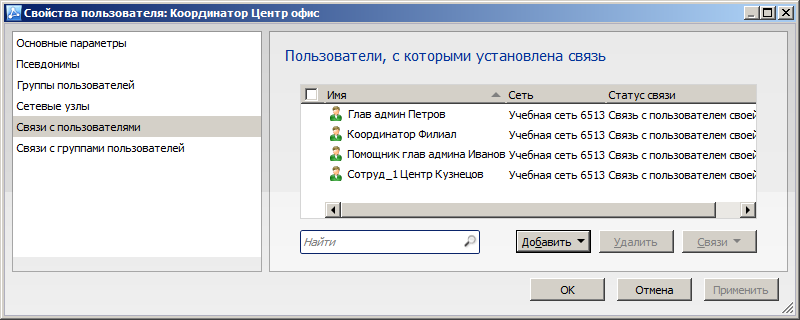 Свойства пользователя: Координатор Центр офис
Основные параметры
Псевдонимы
Группы пользователей
Сетевые узлы
Связи с пользователями
Связи с группами пользователей
Пользователи, с которыми установлена связь
Имя Сеть Статус связи
Глав админ Петров Учебная сеть 6513 Связь с пользователем своей
Координатор Филиал Учебная сеть 6513 Связь с пользователем своей
Помощник глав админа Иванов Учебная сеть 6513 Связь с пользователем своей
Сотруд_1 Центр Кузнецов Учебная сеть 6513 Связь с пользователем своей
Найти Добавить Удалить Связи
OK Отмена Применить